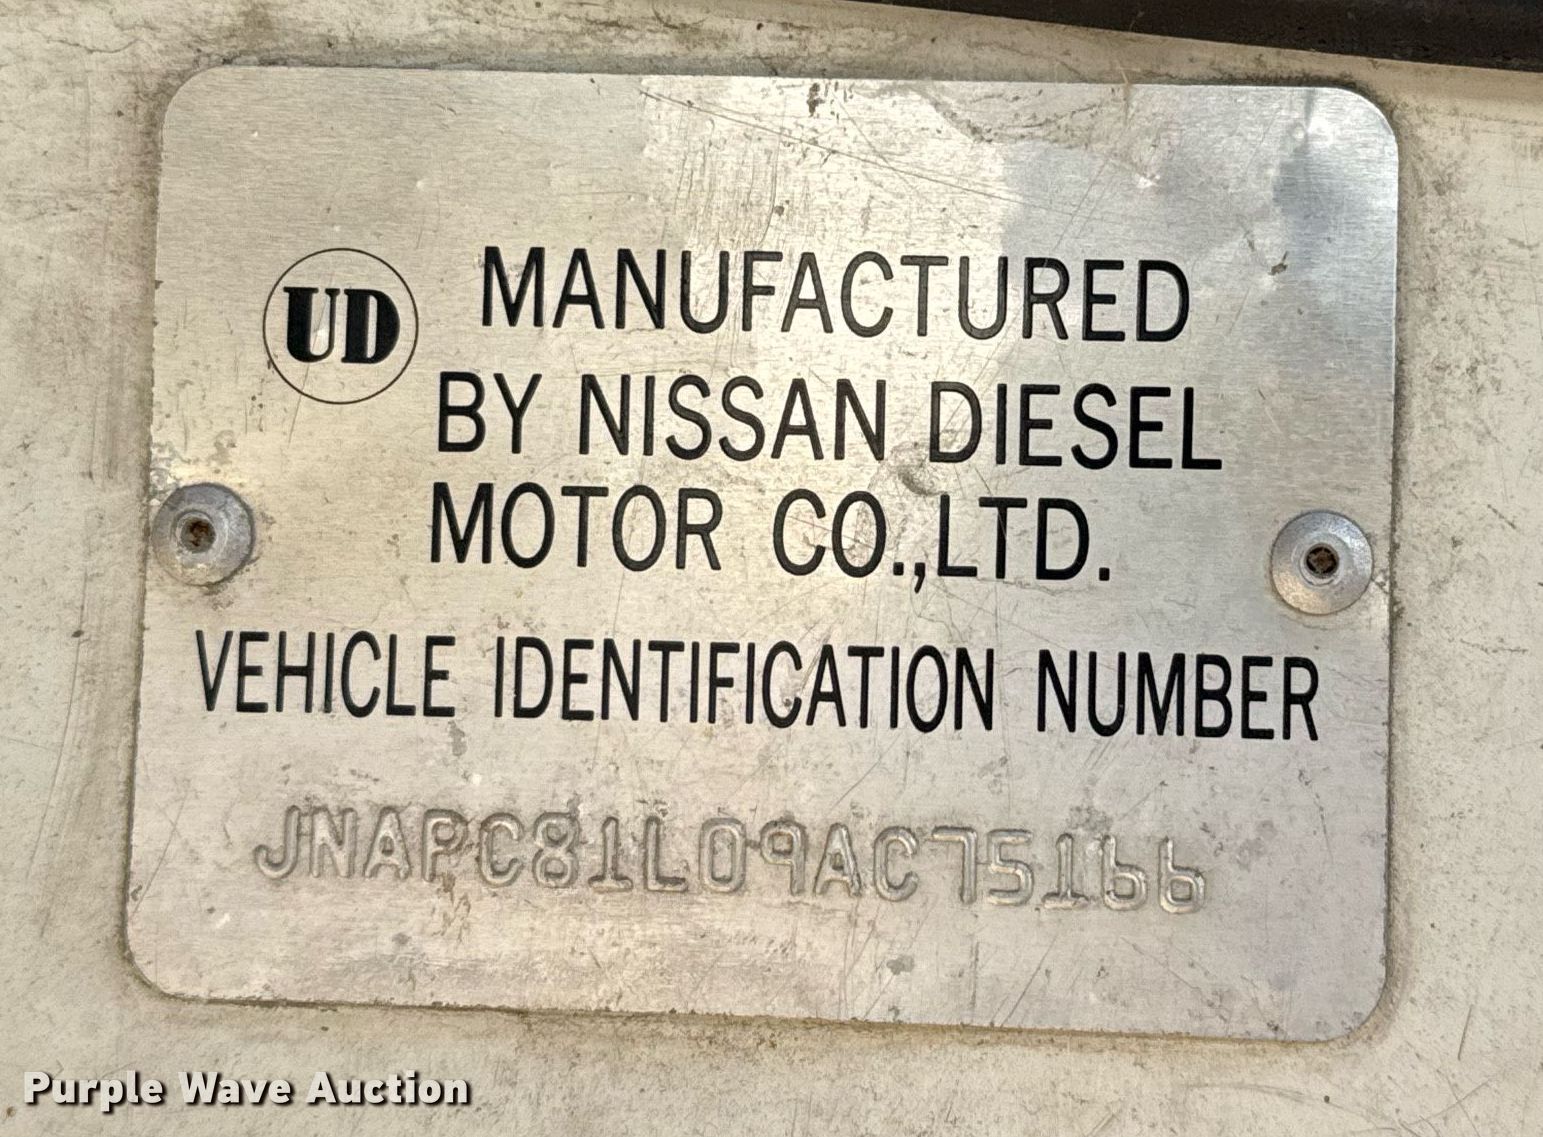 UD MANUFACTURED
BY NISSAN DIESEL
MOTOR CO.,LTD.
VEHICLE IDENTIFICATION NUMBER
JNAPC81L09AC75166
Purple Wave Auction